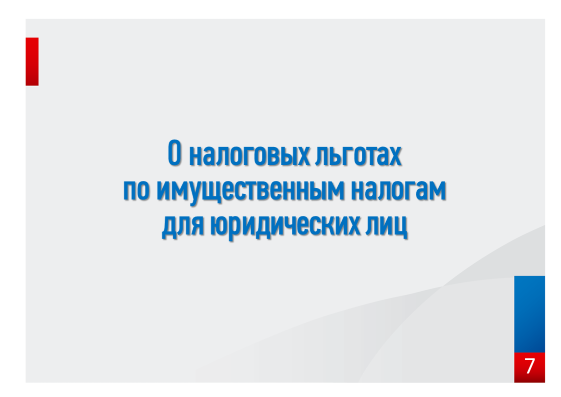 О налоговых льготах
по имущественным налогам
для юридических лиц
7